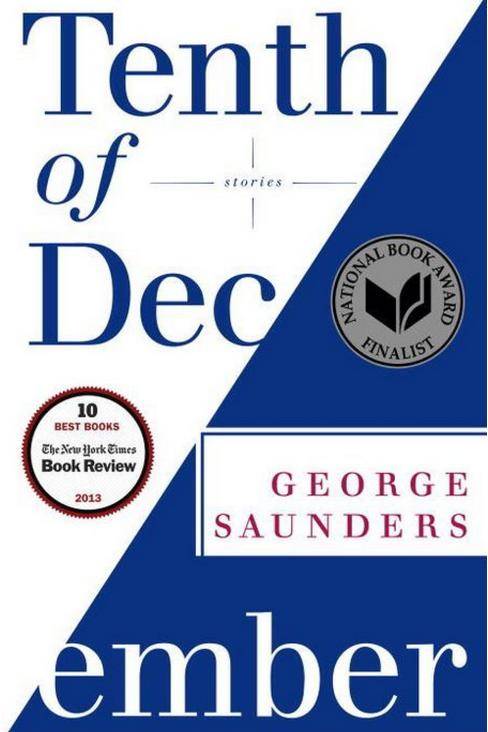 Tenth
of
stories
Dec
NATIONAL BOOK AWARD
FINALIST
10
BEST BOOKS
The New York Times
Book Review
2013
GEORGE
SAUNDERS
ember